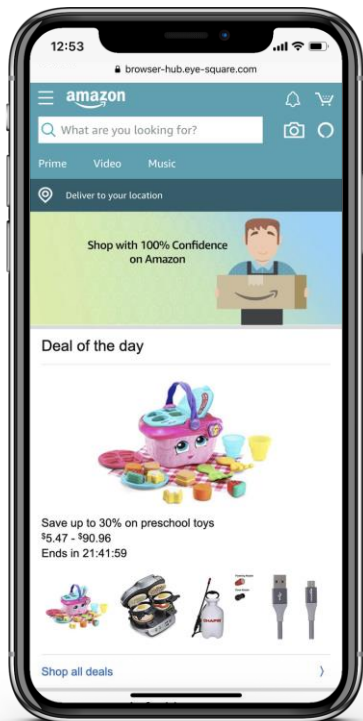 12:53
browser-hub.eye-square.com
amazon
What are you looking for?
Prime Video Music
Deliver to your location
Shop with 100% Confidence
on Amazon
Deal of the day
Save up to 30% on preschool toys
$5.47 - $90.96
Ends in 21:41:59
Shop all deals